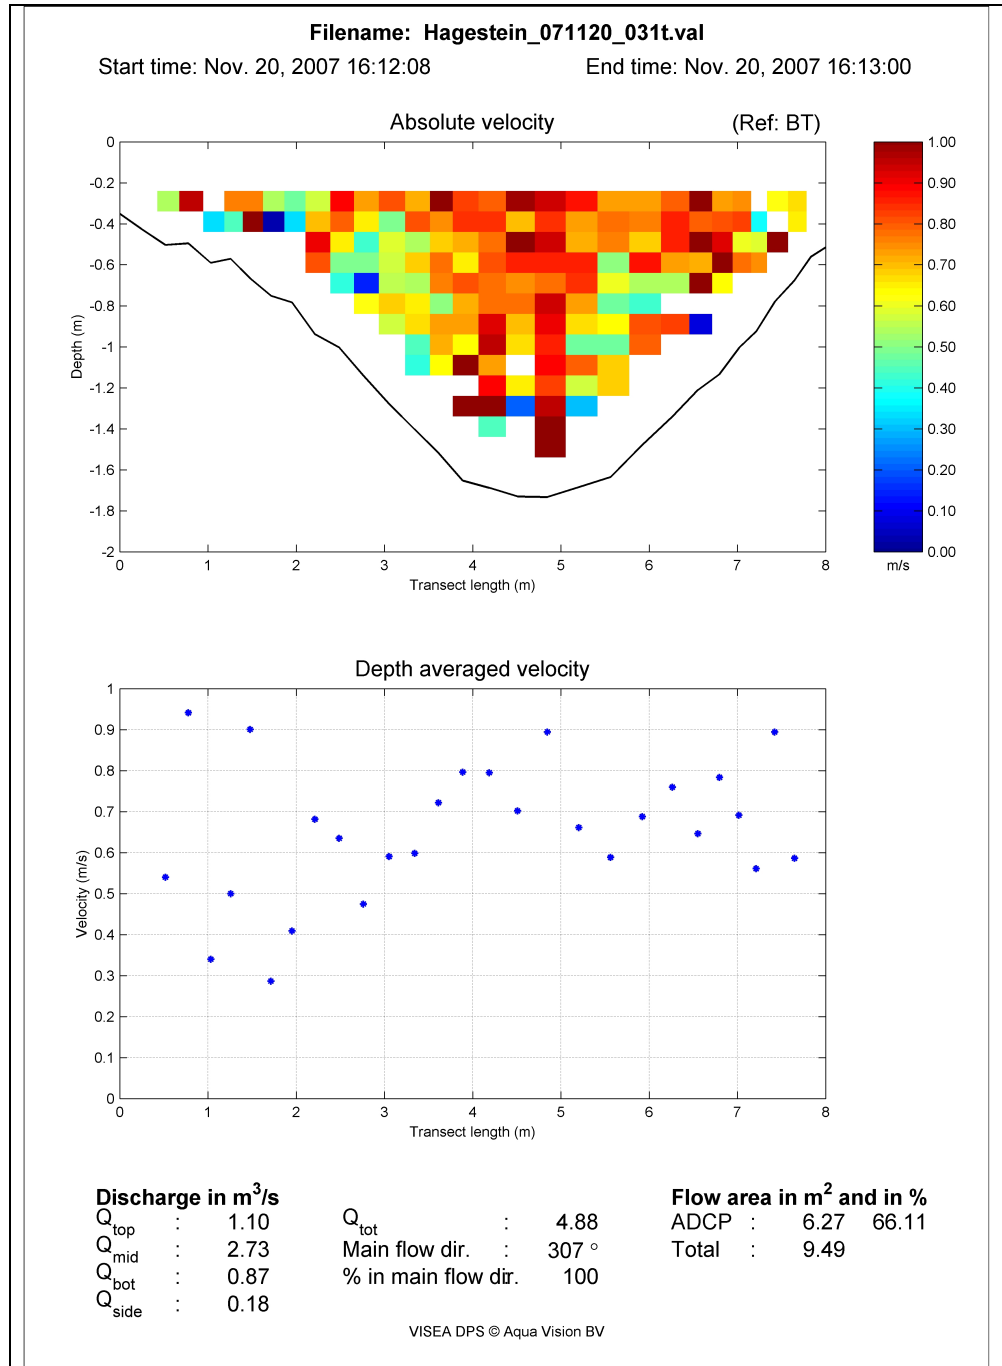 Filename: Hagestein_071120_031t.val
Start time: Nov. 20, 2007 16:12:08 End time: Nov. 20, 2007 16:13:00
Absolute velocity (Ref: BT)
0
-0.2
-0.4
-0.6
-0.8
-1
-1.2
-1.4
-1.6
-1.8
-2
Depth (m)
0 1 2 3 4 5 6 7 8
Transect length (m)
1.00
0.90
0.80
0.70
0.60
0.50
0.40
0.30
0.20
0.10
0.00
m/s
Depth averaged velocity
1
0.9
0.8
0.7
0.6
0.5
0.4
0.3
0.2
0.1
0
Velocity (m/s)
0 1 2 3 4 5 6 7 8
Transect length (m)
Discharge in m³/s
Q_top : 1.10
Q_mid : 2.73
Q_bot : 0.87
Q_side : 0.18
Q_tot : 4.88
Main flow dir. : 307 °
% in main flow dir. 100
Flow area in m² and in %
ADCP : 6.27 66.11
Total : 9.49
VISEA DPS © Aqua Vision BV